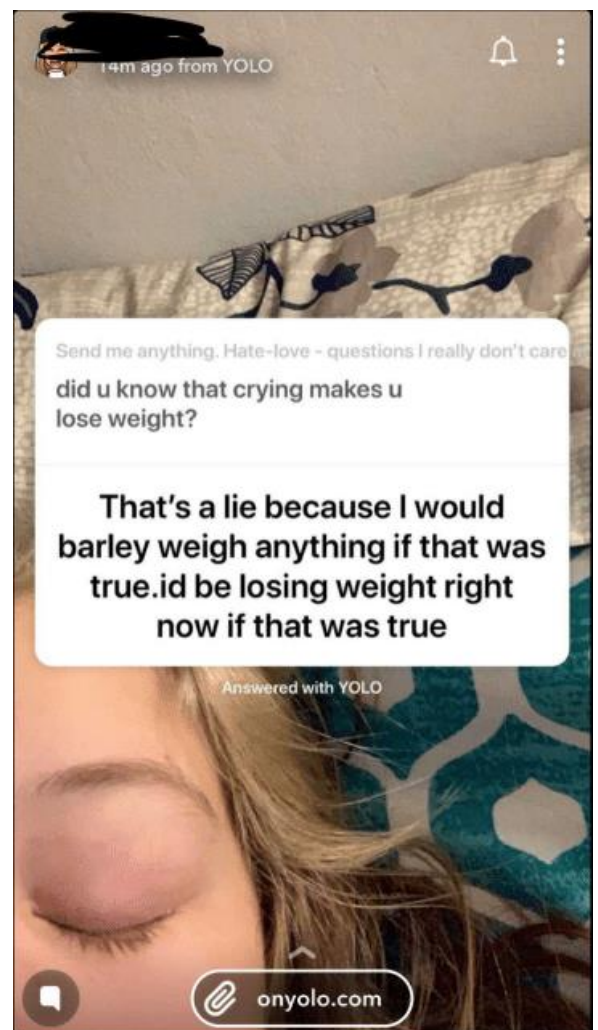 14m ago from YOLO
Send me anything. Hate-love - questions I really don't care
did u know that crying makes u
lose weight?
That's a lie because I would
barley weigh anything if that was
true.id be losing weight right
now if that was true
Answered with YOLO
onyolo.com